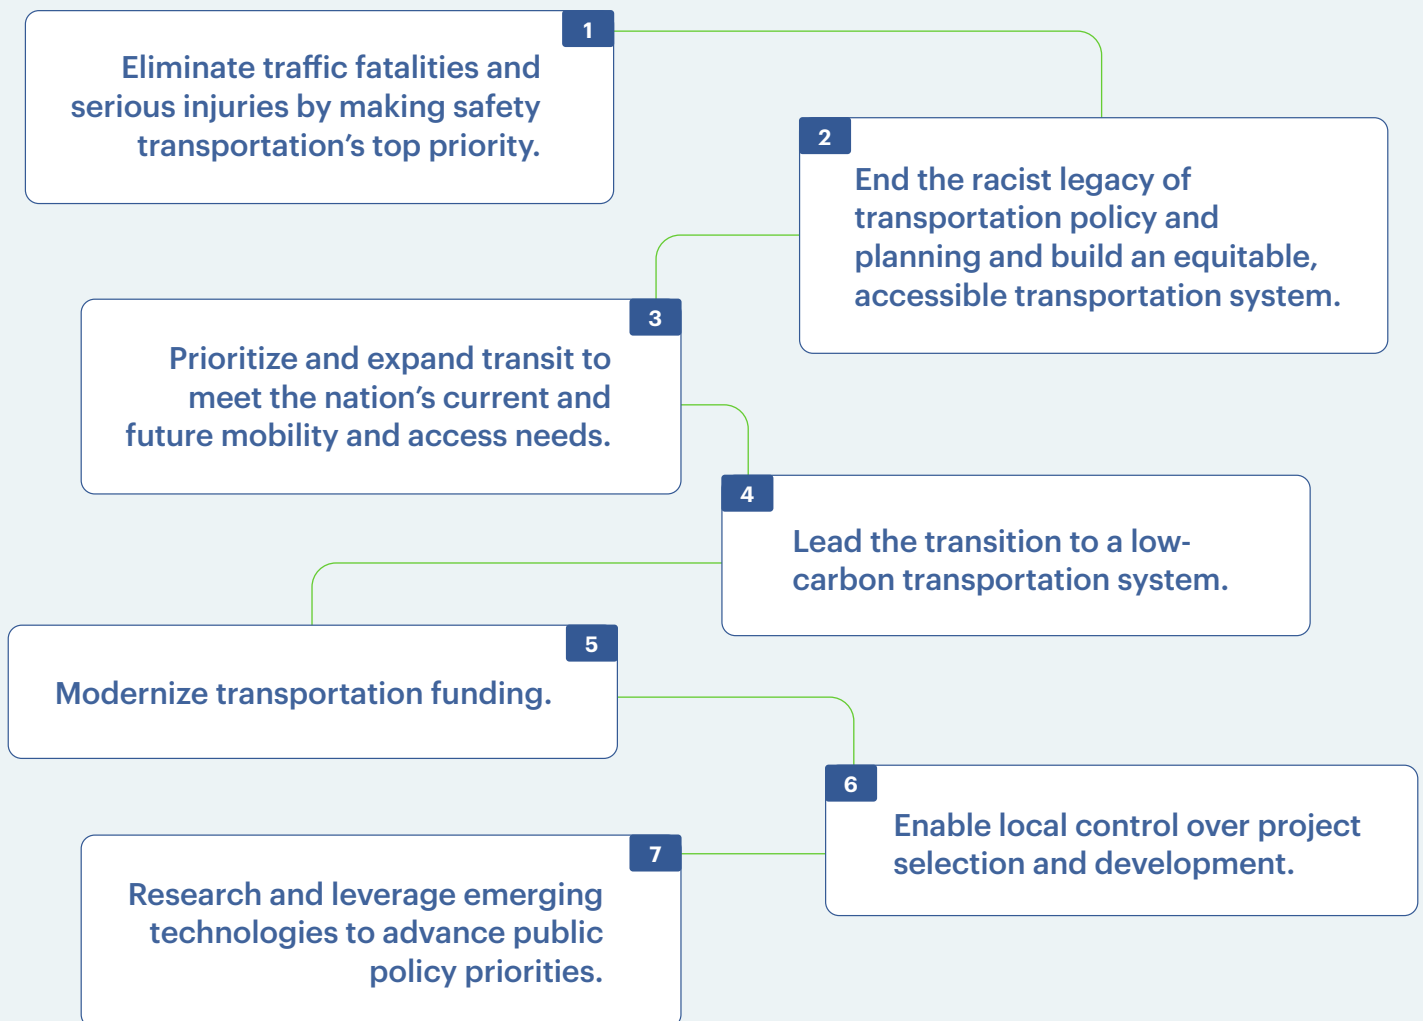 1
Eliminate traffic fatalities and
serious injuries by making safety
transportation’s top priority.
2
End the racist legacy of
transportation policy and
planning and build an equitable,
accessible transportation system.
3
Prioritize and expand transit to
meet the nation’s current and
future mobility and access needs.
4
Lead the transition to a low-
carbon transportation system.
5
Modernize transportation funding.
6
Enable local control over project
selection and development.
7
Research and leverage emerging
technologies to advance public
policy priorities.